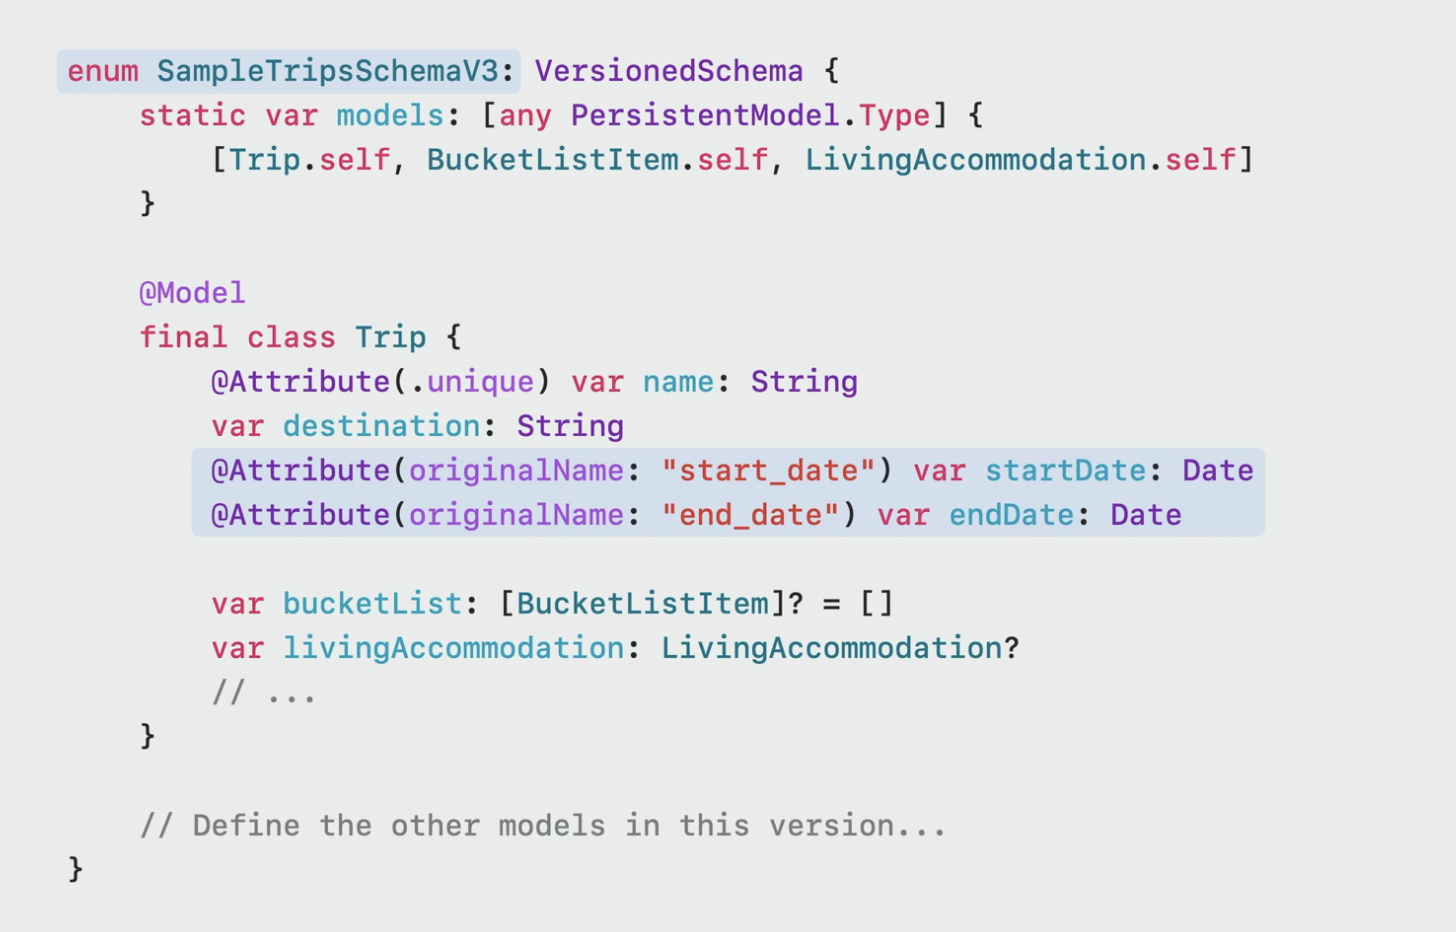 enum SampleTripsSchemaV3: VersionedSchema {
    static var models: [any PersistentModel.Type] {
        [Trip.self, BucketListItem.self, LivingAccommodation.self]
    }

    @Model
    final class Trip {
        @Attribute(.unique) var name: String
        var destination: String
        @Attribute(originalName: "start_date") var startDate: Date
        @Attribute(originalName: "end_date") var endDate: Date

        var bucketList: [BucketListItem]? = []
        var livingAccommodation: LivingAccommodation?
        // ...
    }

    // Define the other models in this version...
}